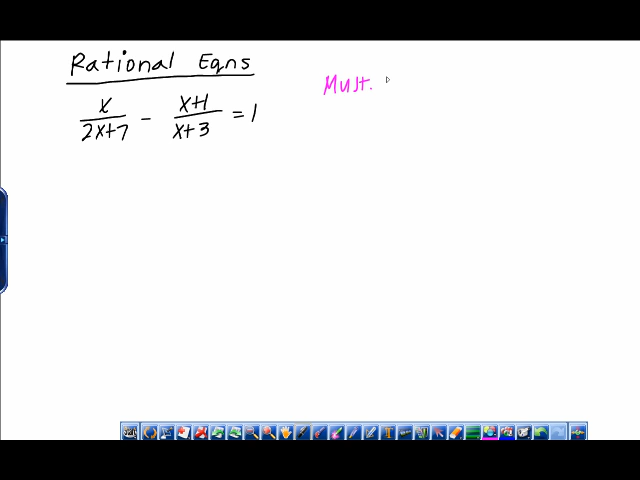 Rational Eqns
Mult.
x/(2x+7) - (x+1)/(x+3) = 1